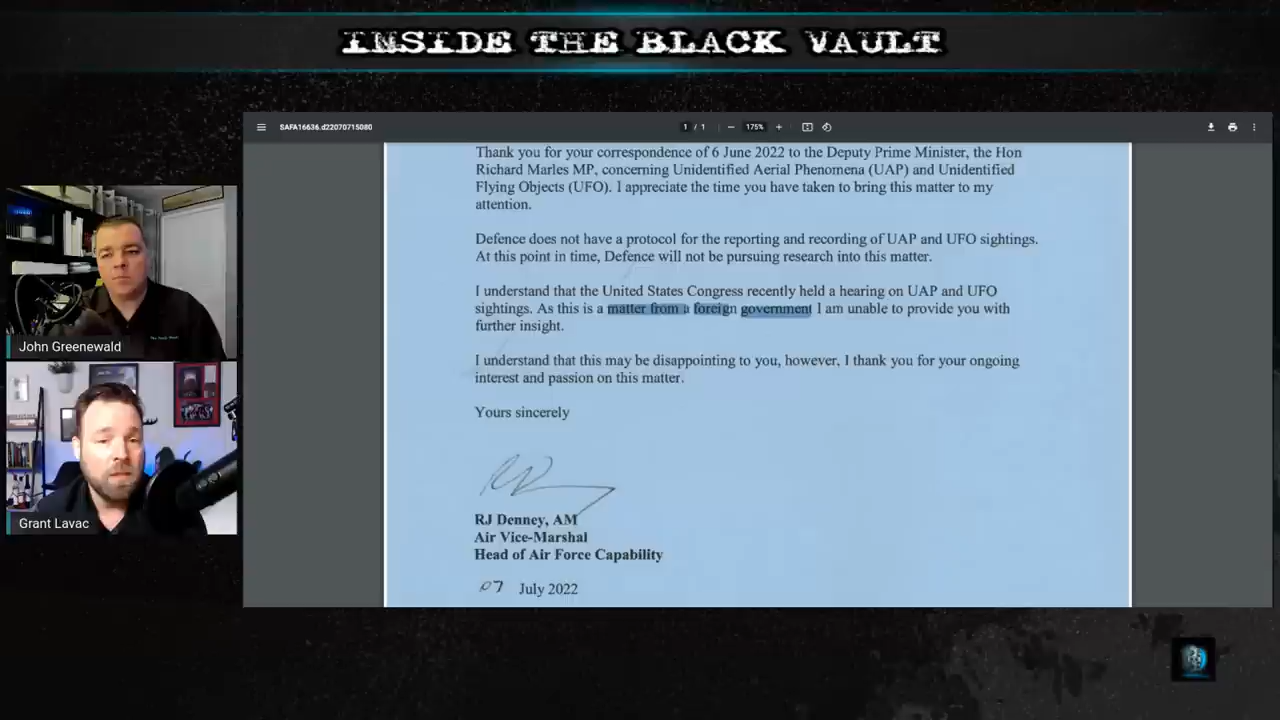 INSIDE THE BLACK VAULT
SAFA16636.d22070715080
1 / 1
175%
Thank you for your correspondence of 6 June 2022 to the Deputy Prime Minister, the Hon
Richard Marles MP, concerning Unidentified Aerial Phenomena (UAP) and Unidentified
Flying Objects (UFO). I appreciate the time you have taken to bring this matter to my
attention.
Defence does not have a protocol for the reporting and recording of UAP and UFO sightings.
At this point in time, Defence will not be pursuing research into this matter.
I understand that the United States Congress recently held a hearing on UAP and UFO
sightings. As this is a matter from a foreign government I am unable to provide you with
further insight.
I understand that this may be disappointing to you, however, I thank you for your ongoing
interest and passion on this matter.
Yours sincerely
RJ Denney, AM
Air Vice-Marshal
Head of Air Force Capability
07 July 2022
John Greenewald
Grant Lavac